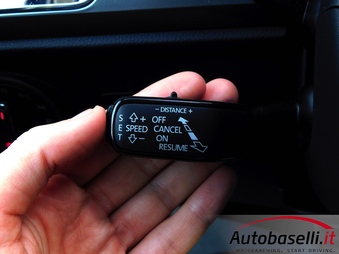 - DISTANCE +
S ⇧+ OFF
E SPEED CANCEL
T ⇩- ON
RESUME
Autobaselli.it